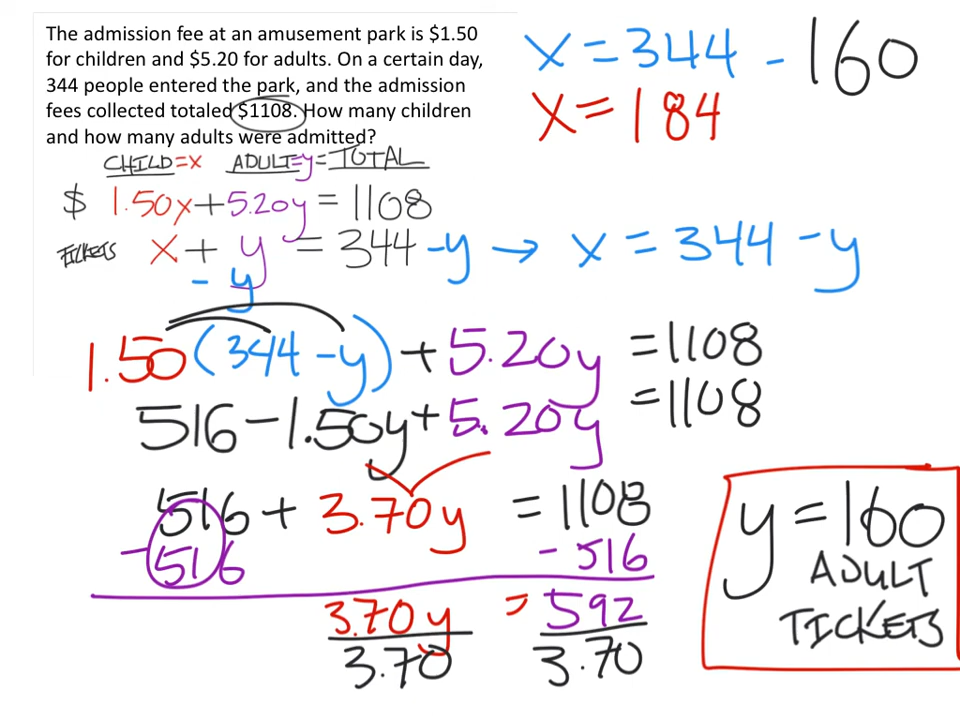 The admission fee at an amusement park is $1.50
for children and $5.20 for adults. On a certain day,
344 people entered the park, and the admission
fees collected totaled $1108. How many children
and how many adults were admitted?
CHILD=x ADULT=y=TOTAL
$ 1.50x+5.20y=1108
TICKETS x+y=344-y→x=344-y
-y
x=344-160
x=184
1.50(344-y)+5.20y=1108
516-1.50y+5.20y=1108
516+3.70y=1108
-516 -516
3.70y=592
3.70 3.70
y=160
ADULT
TICKETS